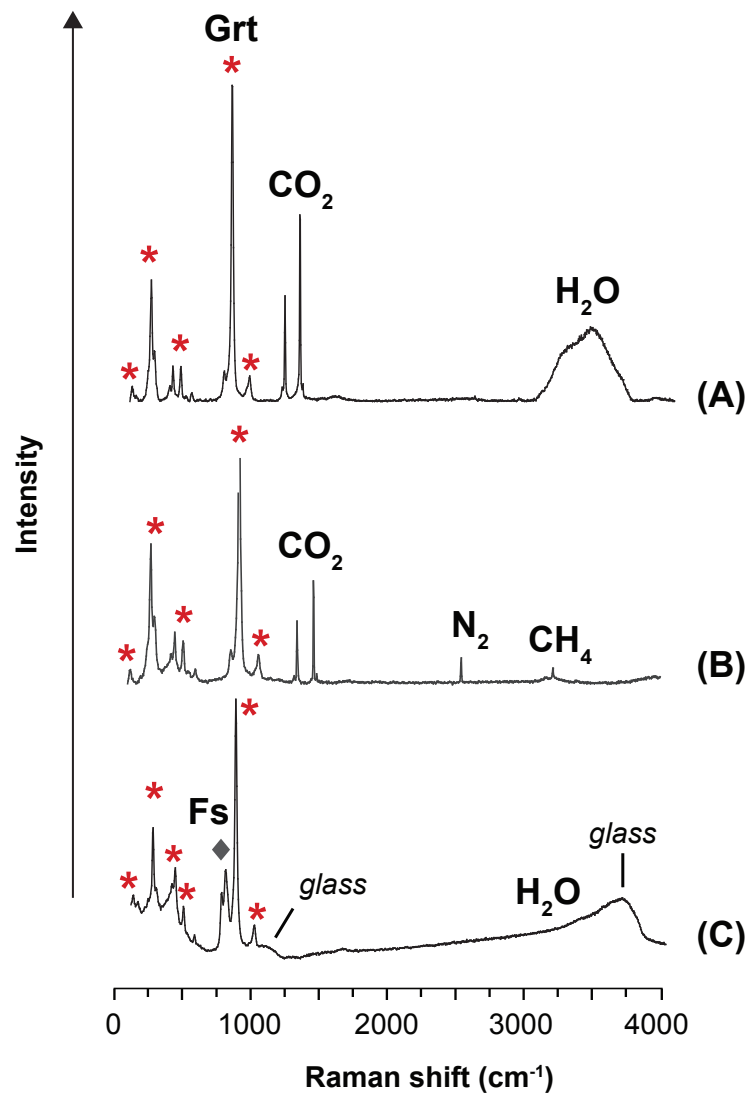 Grt
*
CO₂
*
H₂O
*
*
*
(A)
*
*
CO₂
*
N₂
CH₄
*
*
(B)
*
*
Fs
*
glass
*
H₂O
*
*
glass
*
(C)
Intensity
0 1000 2000 3000 4000
Raman shift (cm⁻¹)